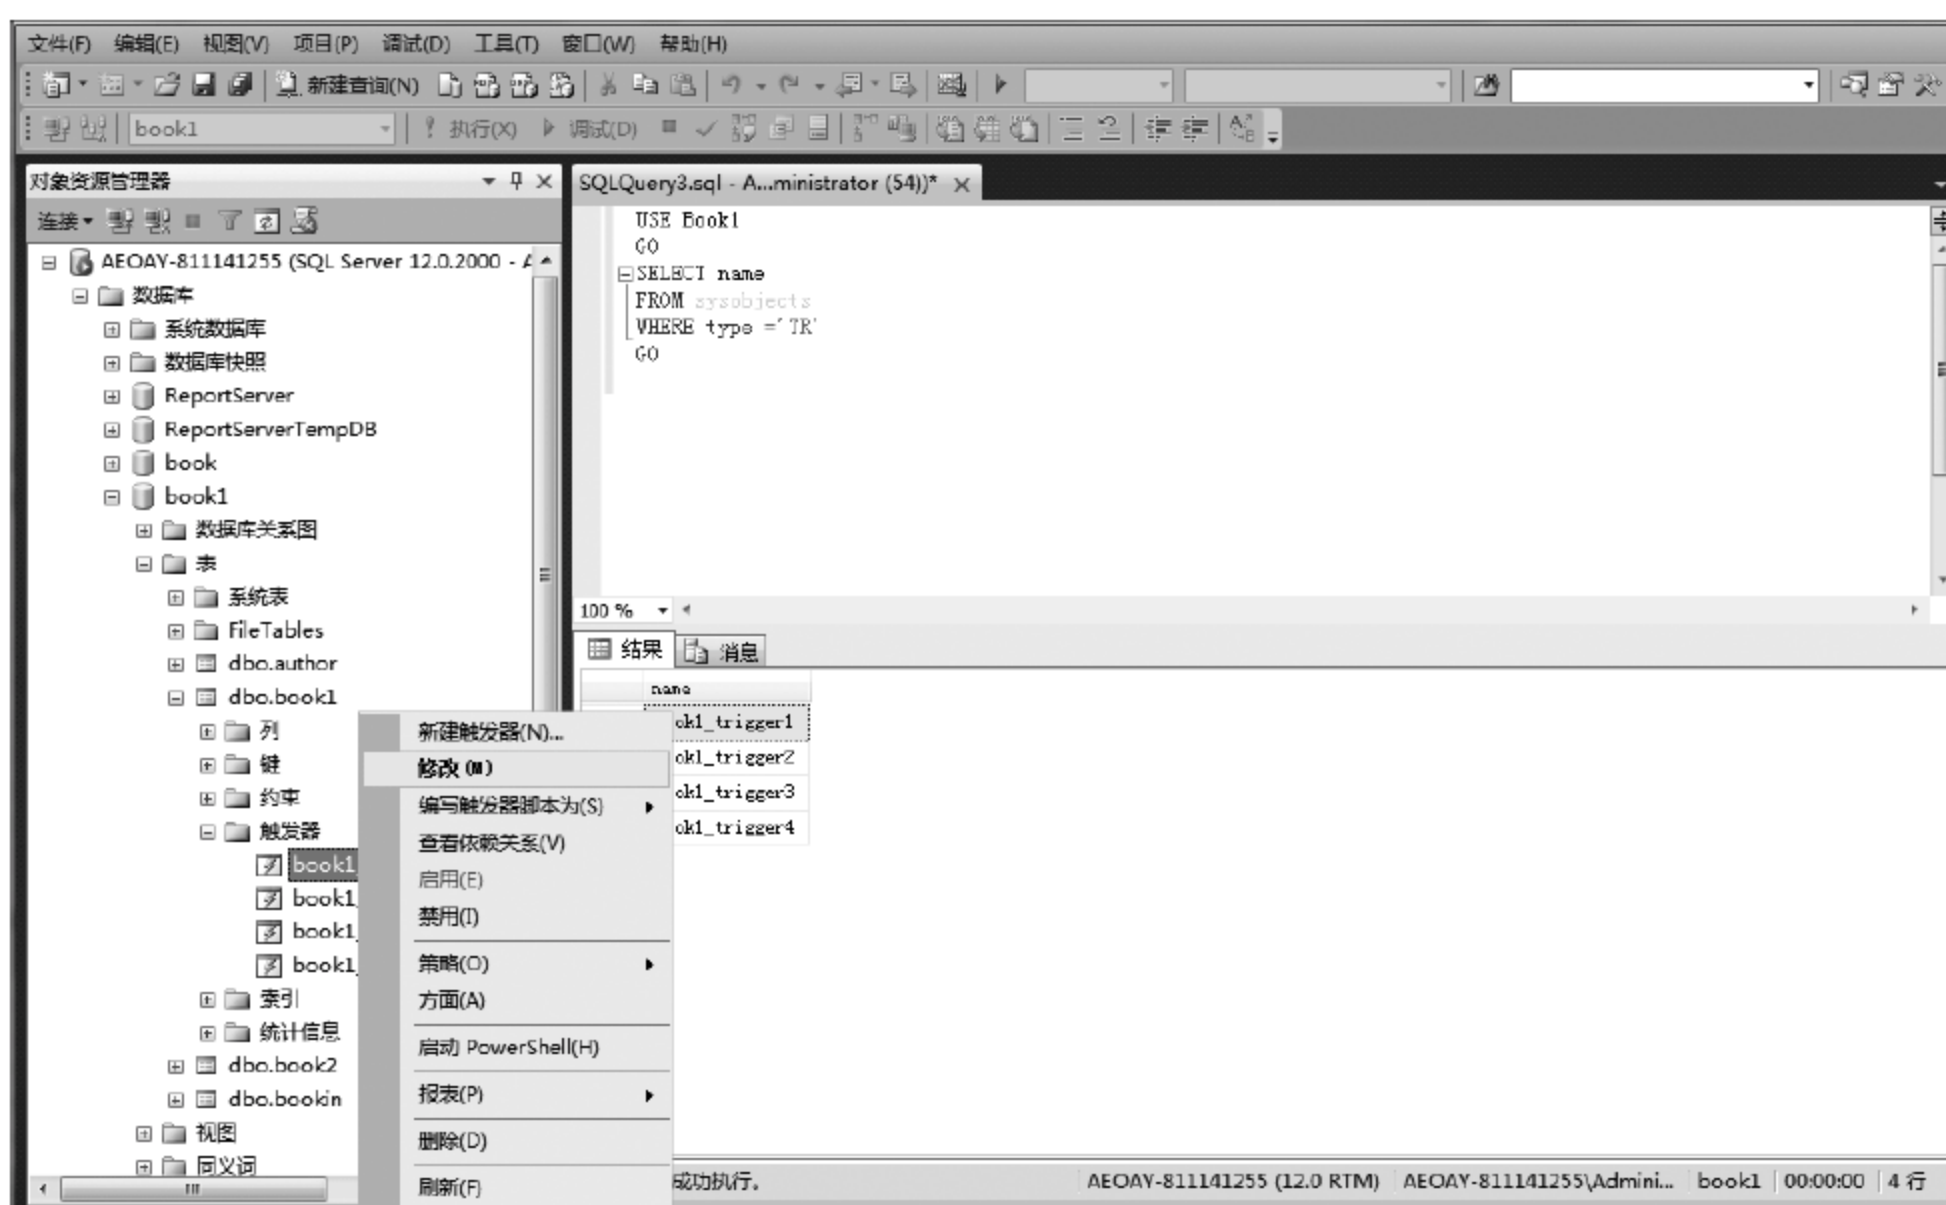 文件(F) 编辑(E) 视图(V) 项目(P) 调试(D) 工具(T) 窗口(W) 帮助(H)
新建查询(N)
book1 执行(X) 调试(D)
对象资源管理器
连接
AEOAY-811141255 (SQL Server 12.0.2000 - A
数据库
系统数据库
数据库快照
ReportServer
ReportServerTempDB
book
book1
数据库关系图
表
系统表
FileTables
dbo.author
dbo.book1
列
键
约束
触发器
book1_
book1_
book1_
book1_
索引
统计信息
dbo.book2
dbo.bookin
视图
同义词
新建触发器(N)...
修改(M)
编写触发器脚本为(S)
查看依赖关系(V)
启用(E)
禁用(I)
策略(O)
方面(A)
启动 PowerShell(H)
报表(P)
删除(D)
刷新(F)
SQLQuery3.sql - A...ministrator (54))*
USE Book1
GO
SELECT name
FROM sysobjects
WHERE type ='TR'
GO
100 %
结果 消息
name
ok1_trigger1
ok1_trigger2
ok1_trigger3
ok1_trigger4
成功执行。 AEOAY-811141255 (12.0 RTM) AEOAY-811141255\Admini... book1 00:00:00 4 行